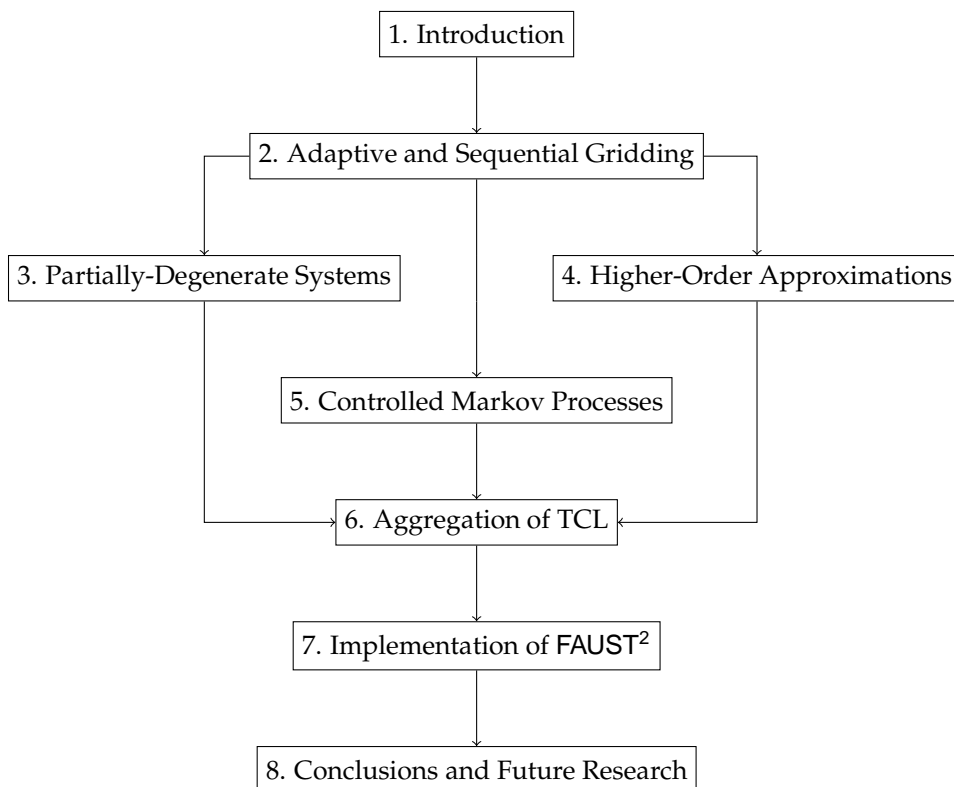 1. Introduction
2. Adaptive and Sequential Gridding
3. Partially-Degenerate Systems
4. Higher-Order Approximations
5. Controlled Markov Processes
6. Aggregation of TCL
7. Implementation of FAUST²
8. Conclusions and Future Research